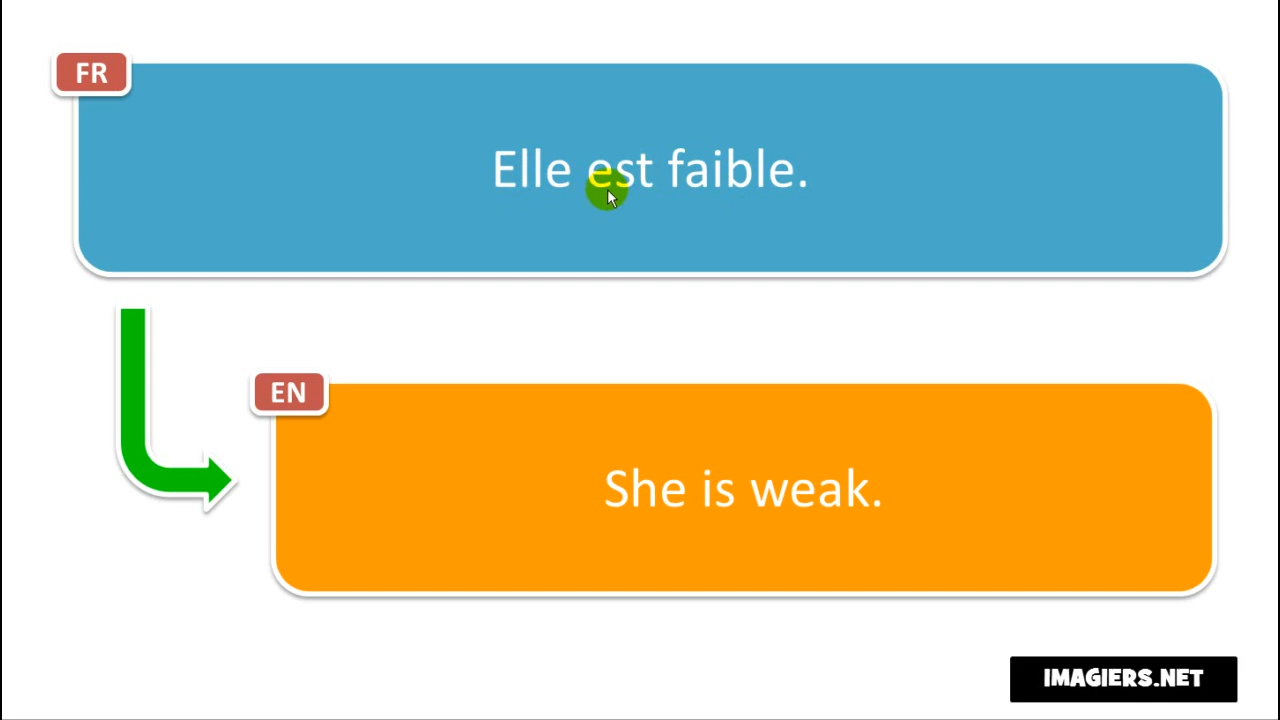 FR
Elle est faible.
EN
She is weak.
IMAGIERS.NET